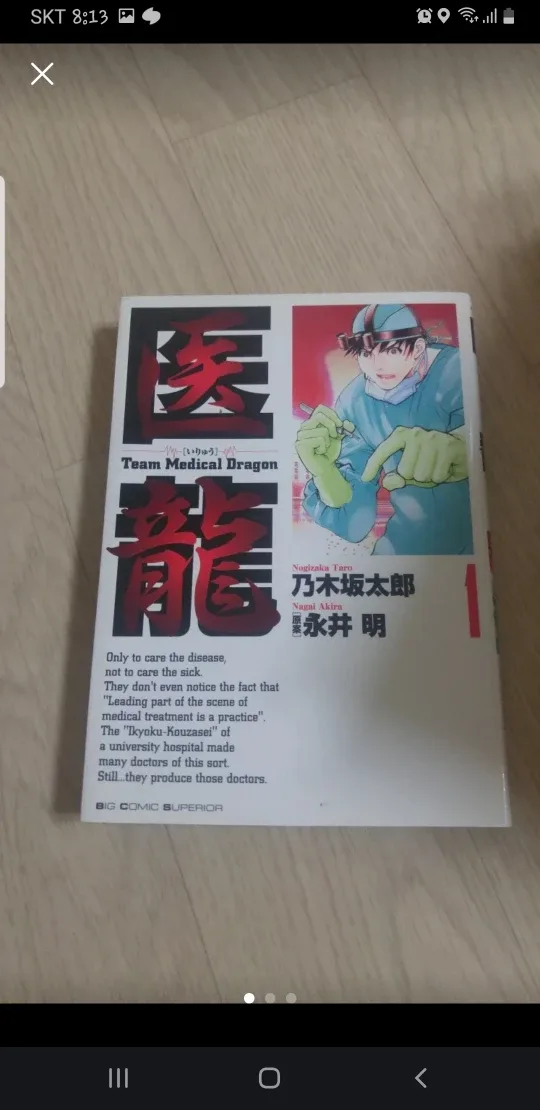 SKT 8:13
医
[いりゅう]
Team Medical Dragon
龍
Nogizaka Taro
乃木坂太郎
Nagai Akira
[原案]永井 明
1
Only to care the disease,
not to care the sick.
They don't even notice the fact that
"Leading part of the scene of
medical treatment is a practice".
The "Ikyoku-Kouzasei" of
a university hospital made
many doctors of this sort.
Still...they produce those doctors.
BIG COMIC SUPERIOR